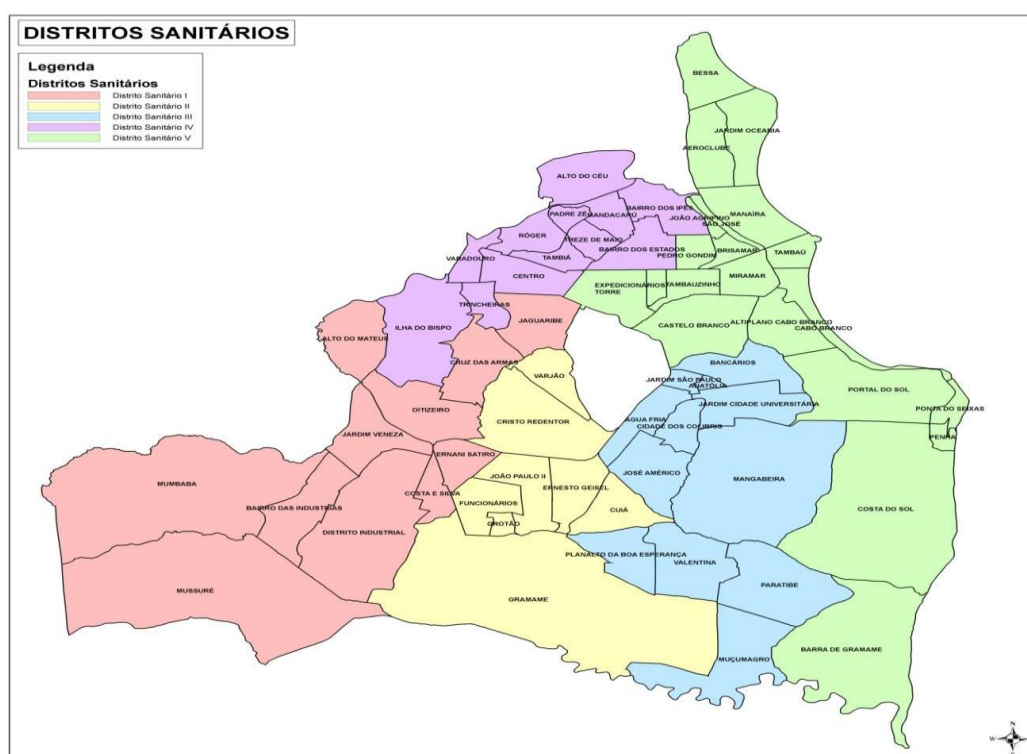 DISTRITOS SANITÁRIOS
Legenda
Distritos Sanitários
Distrito Sanitário I
Distrito Sanitário II
Distrito Sanitário III
Distrito Sanitário IV
Distrito Sanitário V
BESSA
JARDIM OCEANIA
AEROCLUBE
ALTO DO CÉU
BAIRRO DOS IPÊS
PADRE ZÉ
MANDACARÚ
JOÃO AGRIPINO
SÃO JOSÉ
MANAÍRA
RÓGER
TREZE DE MAIO
BAIRRO DOS ESTADOS
PEDRO GONDIM
BRISAMAR
TAMBAÚ
VARADOURO
TAMBIÁ
CENTRO
MIRAMAR
EXPEDICIONÁRIOS
TAMBAUZINHO
TORRE
TRINCHEIRAS
ILHA DO BISPO
JAGUARIBE
CASTELO BRANCO
ALTIPLANO CABO BRANCO
CABO BRANCO
ALTO DO MATEUS
CRUZ DAS ARMAS
VARJÃO
BANCÁRIOS
JARDIM SÃO PAULO
ANATÓLIA
PORTAL DO SOL
JARDIM CIDADE UNIVERSITÁRIA
OITIZEIRO
CRISTO REDENTOR
ÁGUA FRIA
CIDADE DOS COLIBRIS
PONTA DO SEIXAS
PENHA
JARDIM VENEZA
ERNANI SATIRO
JOSÉ AMÉRICO
MANGABEIRA
MUMBABA
JOÃO PAULO II
ERNESTO GEISEL
COSTA E SILVA
FUNCIONÁRIOS
CUIÁ
BAIRRO DAS INDUSTRIAS
COSTA DO SOL
GROTÃO
DISTRITO INDUSTRIAL
PLANALTO DA BOA ESPERANÇA
VALENTINA
PARATIBE
MUSSURÉ
GRAMAME
BARRA DE GRAMAME
MUÇUMAGRO
N
W